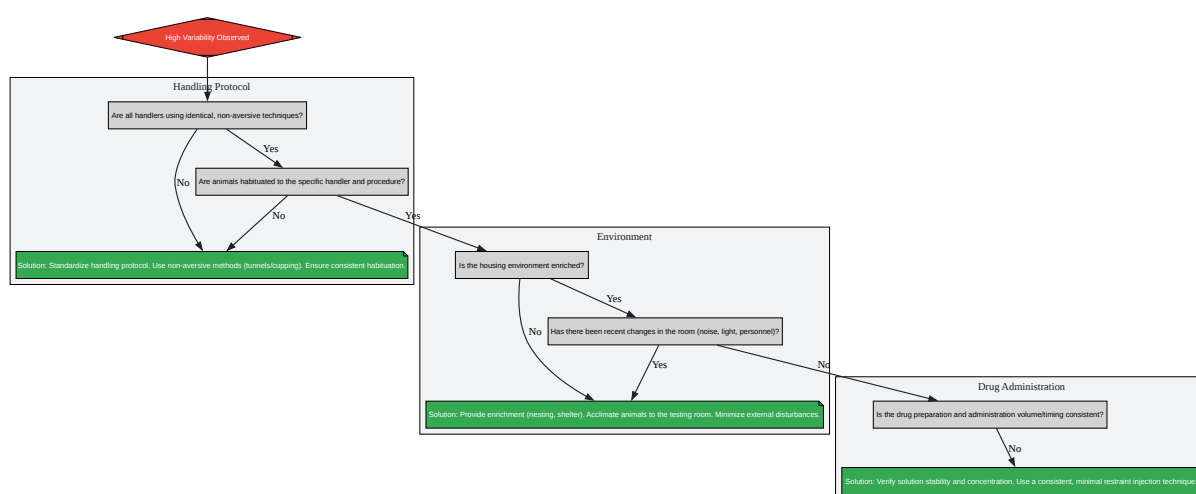 High Variability Observed
Handling Protocol
Are all handlers using identical, non-aversive techniques?
Yes
No
Are animals habituated to the specific handler and procedure?
No
Yes
Solution: Standardize handling protocol. Use non-aversive methods (tunnels/cupping). Ensure consistent habituation.
Environment
Is the housing environment enriched?
Yes
No
Has there been recent changes in the room (noise, light, personnel)?
Yes
No
Solution: Provide enrichment (nesting, shelter). Acclimate animals to the testing room. Minimize external disturbances.
Drug Administration
Is the drug preparation and administration volume/timing consistent?
No
Solution: Verify solution stability and concentration. Use a consistent, minimal restraint injection technique